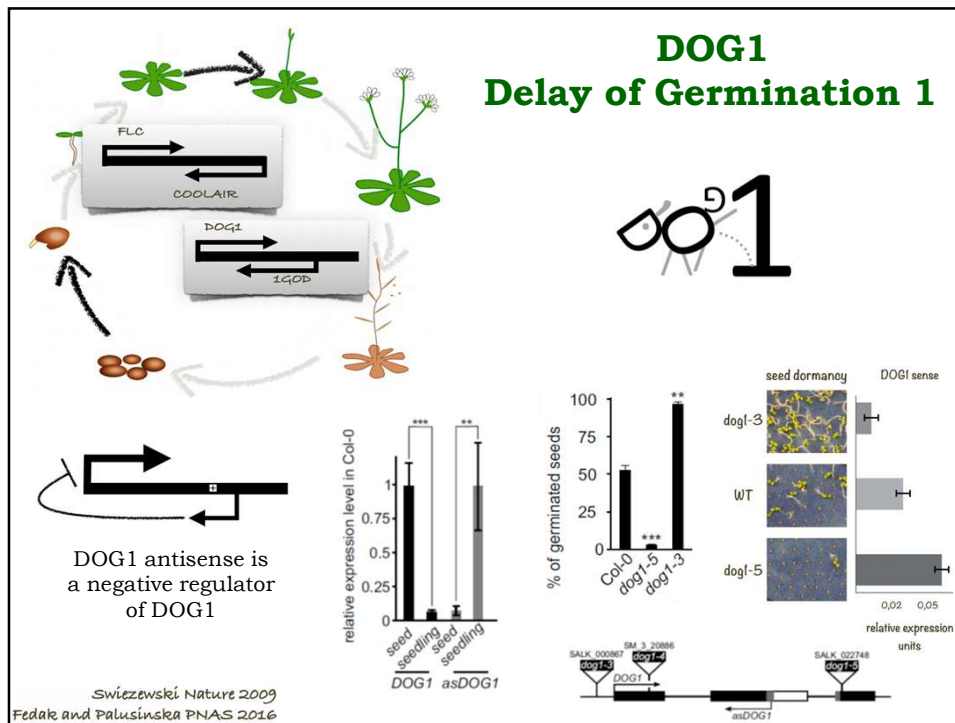 DOG1
Delay of Germination 1
FLC
COOLAIR
DOG1
1GOD
DOG1
DOG1 antisense is
a negative regulator
of DOG1
Swiezewski Nature 2009
Fedak and Palusinska PNAS 2016
relative expression level in Col-0
1
0.75
0.5
0.25
0
***
**
seed
seedling
seed
seedling
DOG1
asDOG1
% of germinated seeds
100
75
50
25
0
***
**
Col-0
dog1-5
dog1-3
seed dormancy
DOG1 sense
dog1-3
WT
dog1-5
0,02
0,05
relative expression
units
SALK_000867
dog1-3
SM_3_20886
dog1-4
SALK_022748
dog1-5
DOG1
asDOG1